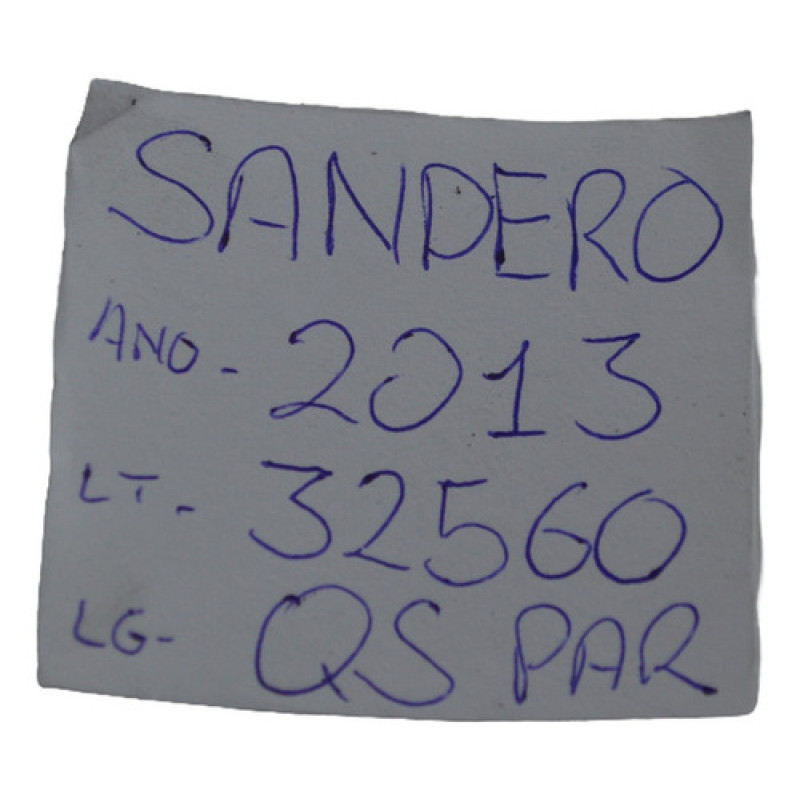 SANDERO
ANO- 2013
LT- 32560
LG- QS PAR